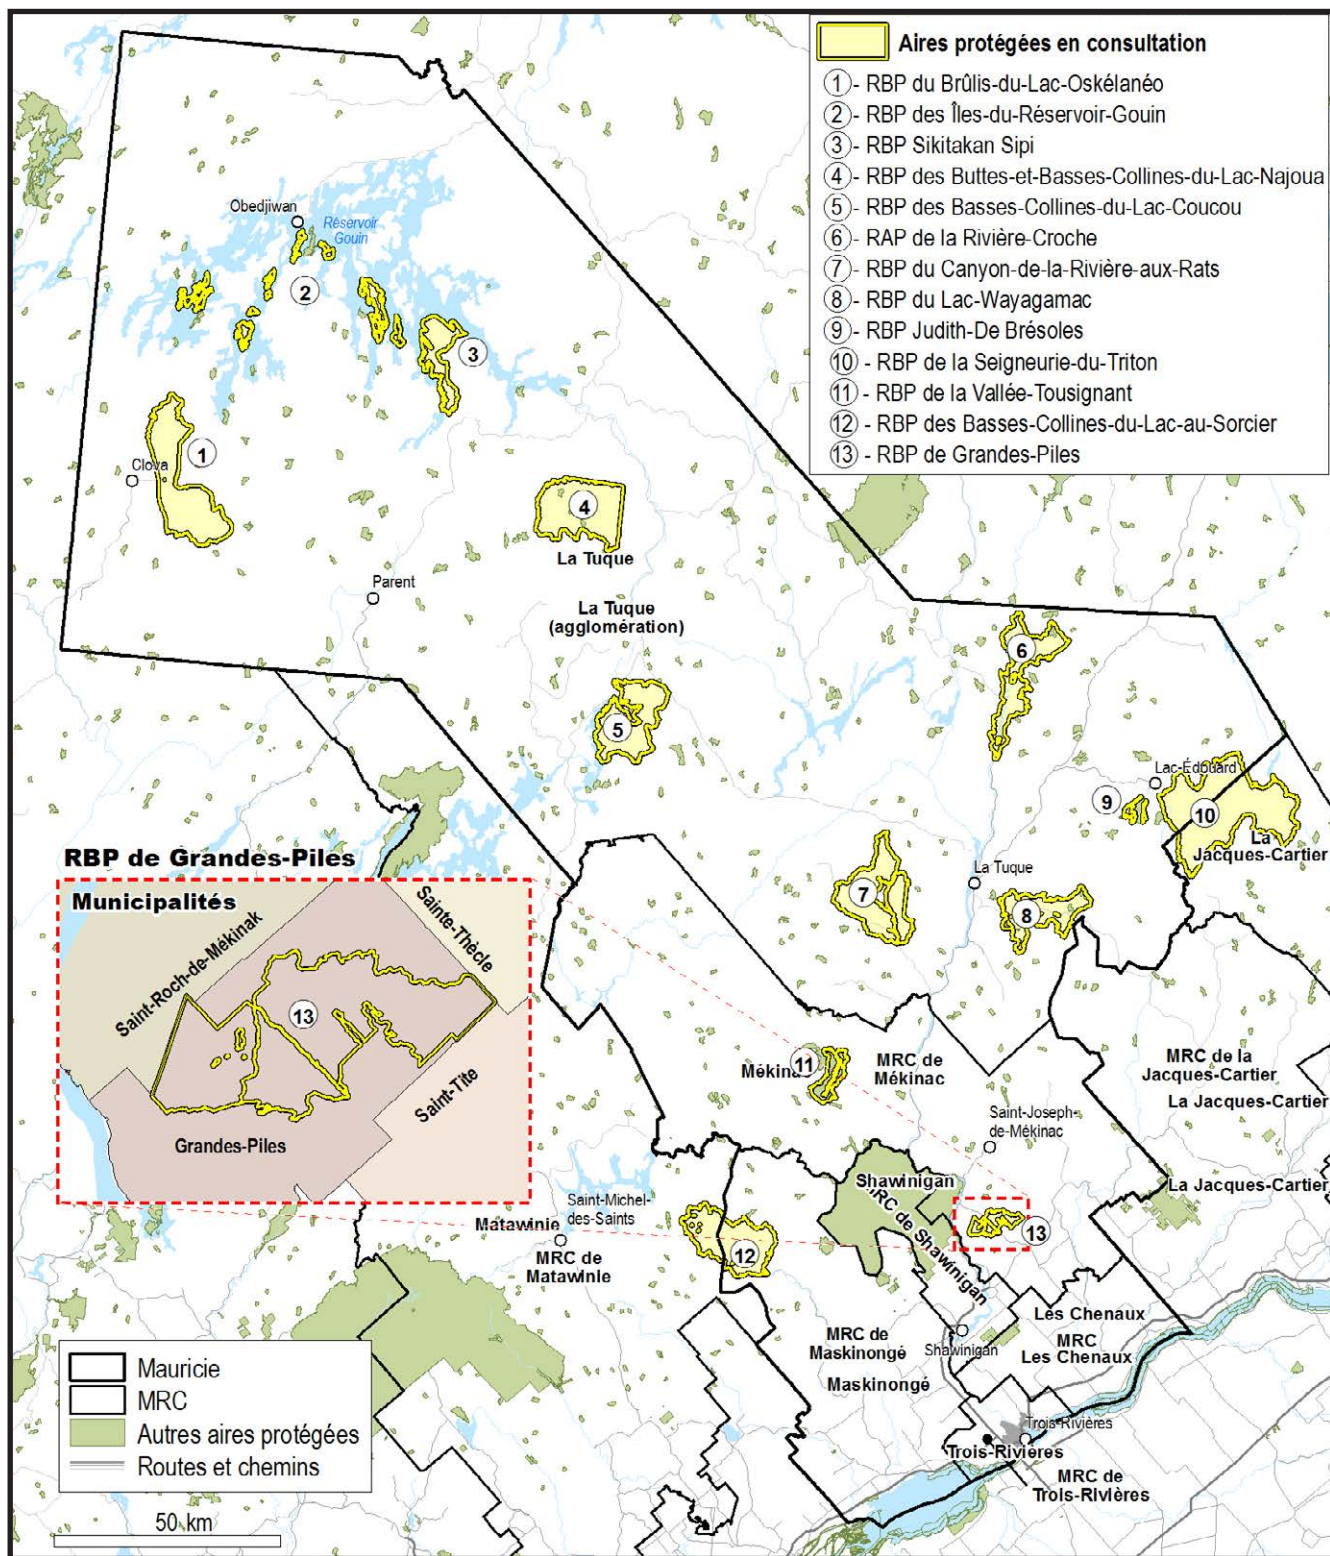 Aires protégées en consultation
1 - RBP du Brûlis-du-Lac-Oskélanéo
2 - RBP des Îles-du-Réservoir-Gouin
3 - RBP Sikitakan Sipi
4 - RBP des Buttes-et-Basses-Collines-du-Lac-Najoua
5 - RBP des Basses-Collines-du-Lac-Coucou
6 - RAP de la Rivière-Croche
7 - RBP du Canyon-de-la-Rivière-aux-Rats
8 - RBP du Lac-Wayagamac
9 - RBP Judith-De Brésoles
10 - RBP de la Seigneurie-du-Triton
11 - RBP de la Vallée-Tousignant
12 - RBP des Basses-Collines-du-Lac-au-Sorcier
13 - RBP de Grandes-Piles
Obedjiwan
Réservoir
Gouin
2
3
1
Clova
4
La Tuque
Parent
La Tuque
(agglomération)
6
5
Lac-Édouard
9
10
La
Jacques-Cartier
La Tuque
7
8
RBP de Grandes-Piles
Municipalités
Saint-Roch-de-Mékinak
Sainte-Thècle
13
Saint-Tite
Grandes-Piles
11
Mékinac
MRC de
Mékinac
MRC de la
Jacques-Cartier
La Jacques-Cartier
Saint-Joseph-
de-Mékinac
La Jacques-Cartier
Shawinigan
MRC de Shawinigan
Saint-Michel-
des-Saints
Matawinie
MRC de
Matawinie
12
13
Les Chenaux
MRC
Les Chenaux
MRC de
Maskinongé
Maskinongé
Shawinigan
Trois-Rivières
Trois-Rivières
MRC de
Trois-Rivières
Mauricie
MRC
Autres aires protégées
Routes et chemins
50 km